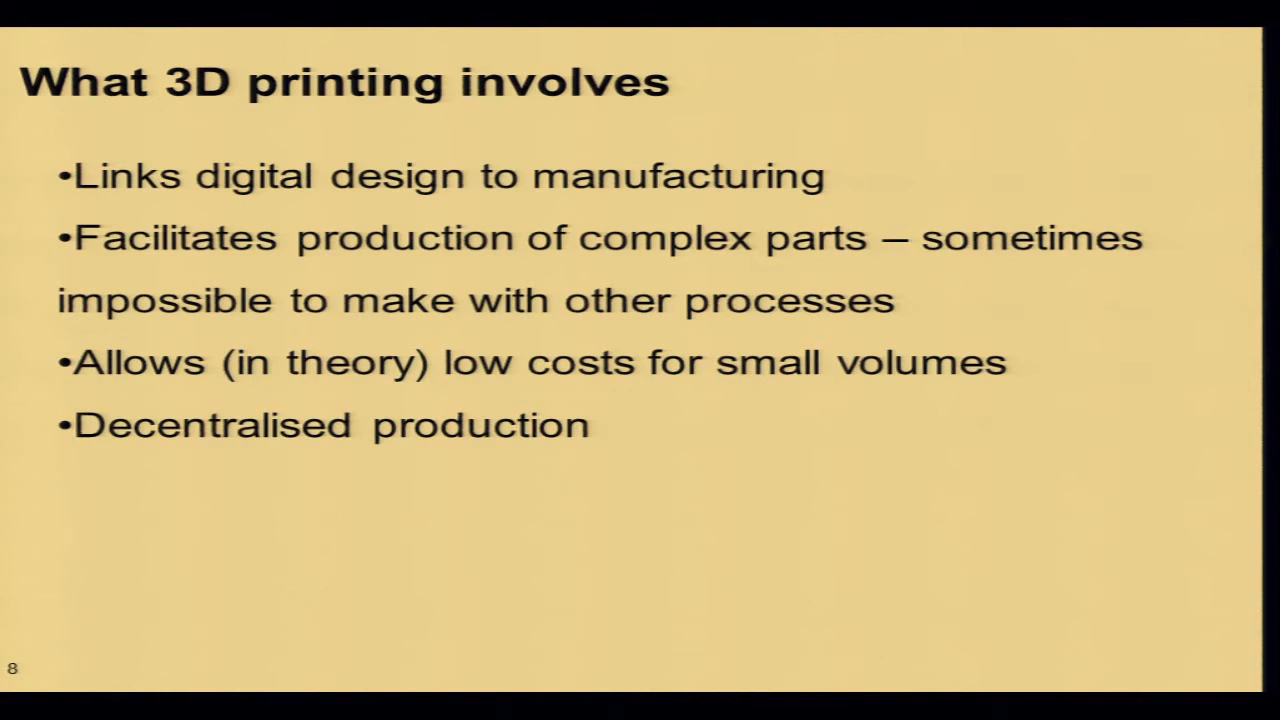 What 3D printing involves
•Links digital design to manufacturing
•Facilitates production of complex parts – sometimes
impossible to make with other processes
•Allows (in theory) low costs for small volumes
•Decentralised production
8